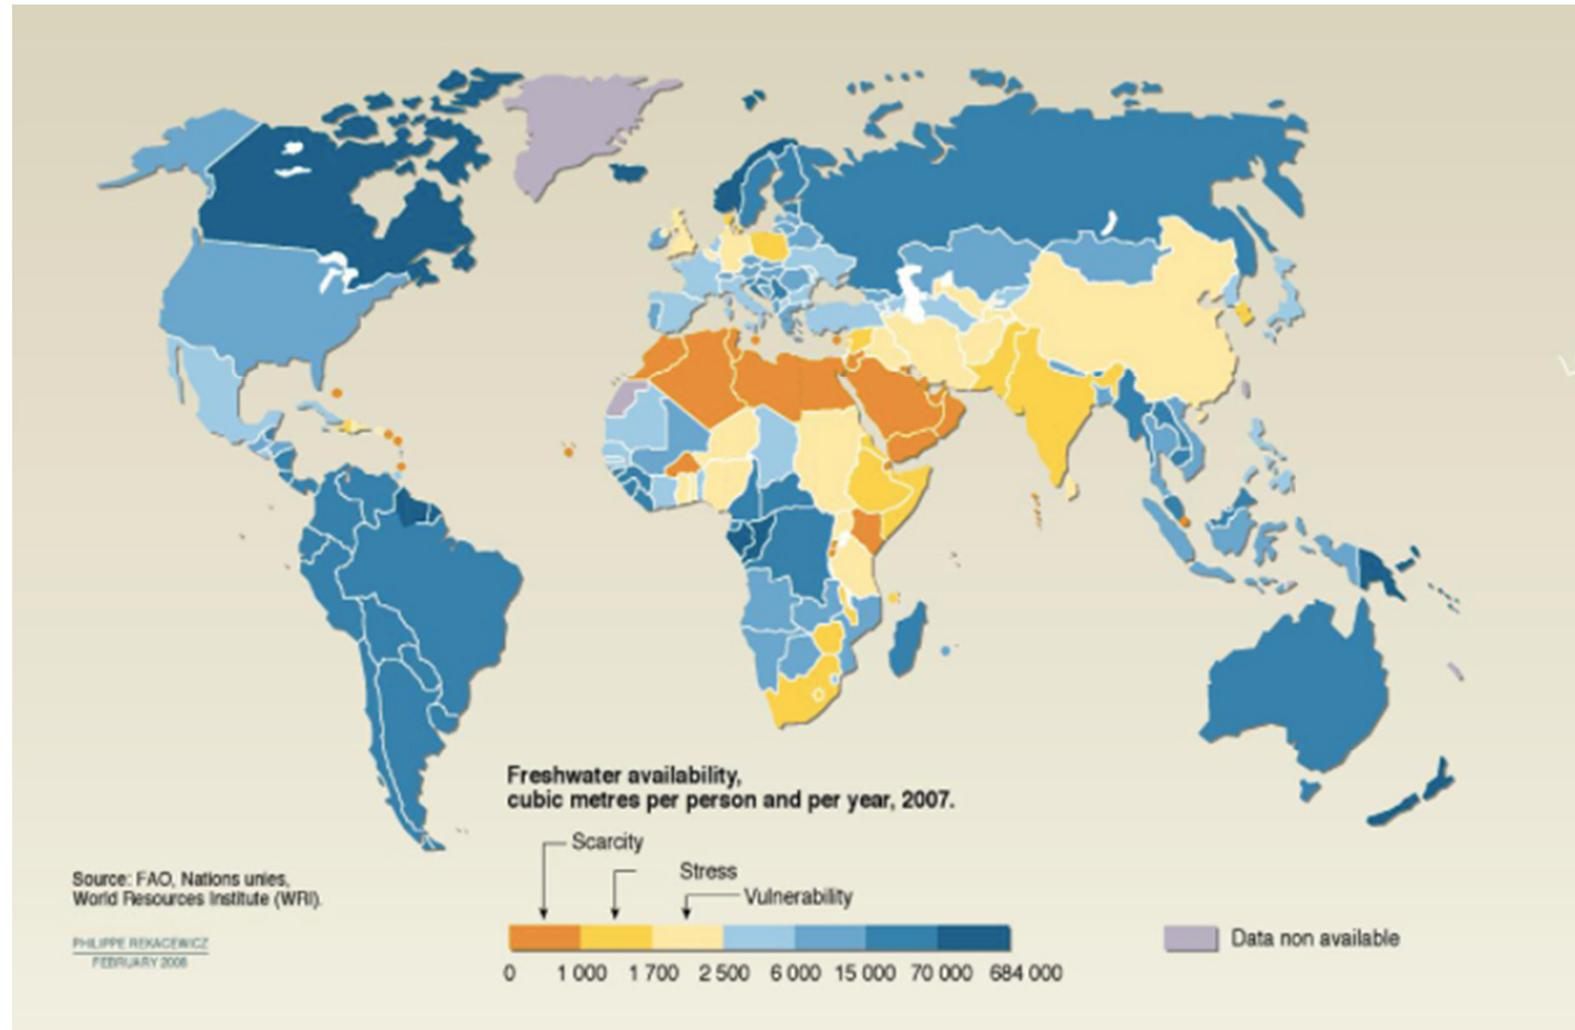 Freshwater availability,
cubic metres per person and per year, 2007.
Scarcity
Stress
Vulnerability
0 1 000 1 700 2 500 6 000 15 000 70 000 684 000
Data non available
Source: FAO, Nations unies,
World Resources Institute (WRI).
PHILIPPE REKACEWICZ
FEBRUARY 2008